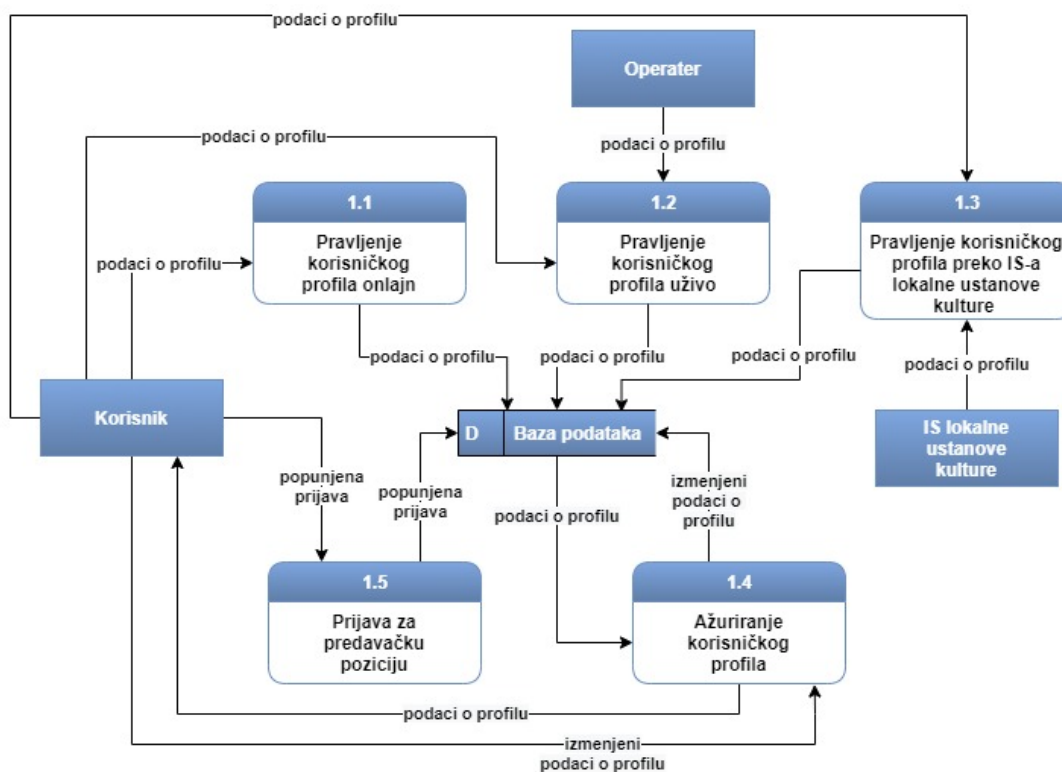 podaci o profilu
Operater
podaci o profilu
podaci o profilu
1.1
Pravljenje
korisničkog
profila onlajn
1.2
Pravljenje
korisničkog
profila uživo
1.3
Pravljenje korisničkog
profila preko IS-a
lokalne ustanove
kulture
podaci o profilu
podaci o profilu
podaci o profilu
podaci o profilu
podaci o profilu
Korisnik
D
Baza podataka
IS lokalne
ustanove
kulture
popunjena
prijava
popunjena
prijava
podaci o profilu
izmenjeni
podaci o
profilu
1.5
Prijava za
predavačku
poziciju
1.4
Ažuriranje
korisničkog
profila
podaci o profilu
izmenjeni
podaci o profilu